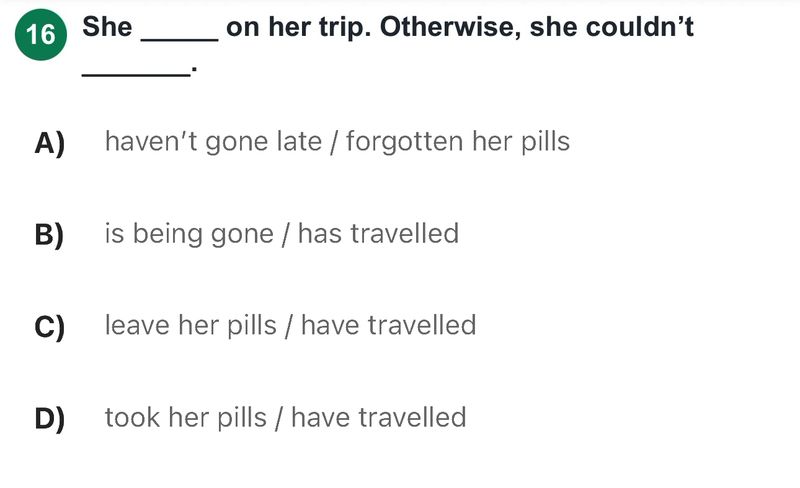 16 She _____ on her trip. Otherwise, she couldn’t
________.
A) haven’t gone late / forgotten her pills
B) is being gone / has travelled
C) leave her pills / have travelled
D) took her pills / have travelled